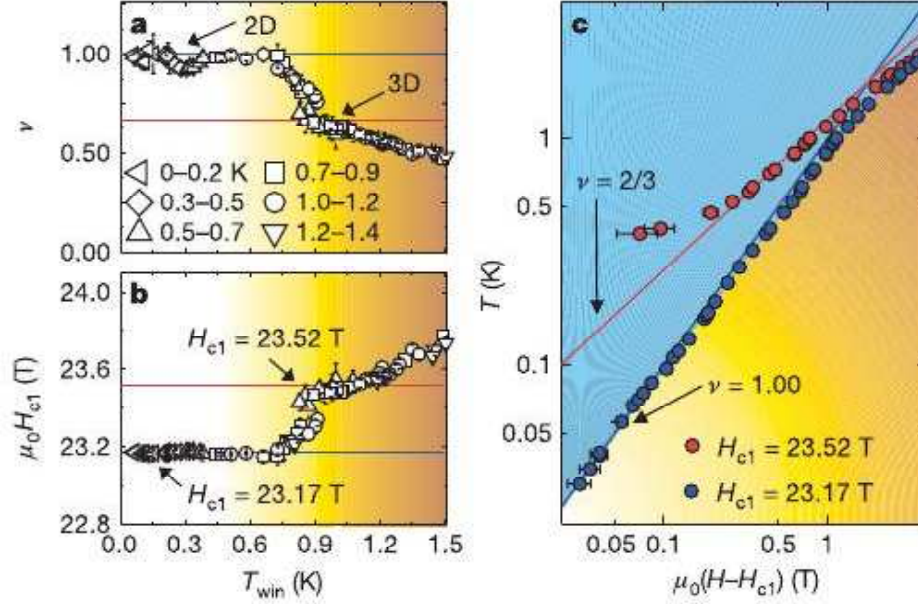 a
2D
3D
1.00
0.50
0.00
ν
0–0.2 K
0.3–0.5
0.5–0.7
0.7–0.9
1.0–1.2
1.2–1.4
b
24.0
23.6
23.2
22.8
μ0Hc1 (T)
Hc1 = 23.52 T
Hc1 = 23.17 T
0.0 0.3 0.6 0.9 1.2 1.5
Twin (K)
c
1
0.5
0.1
0.05
T (K)
ν = 2/3
ν = 1.00
Hc1 = 23.52 T
Hc1 = 23.17 T
0.05 0.1 0.5 1
μ0(H–Hc1) (T)